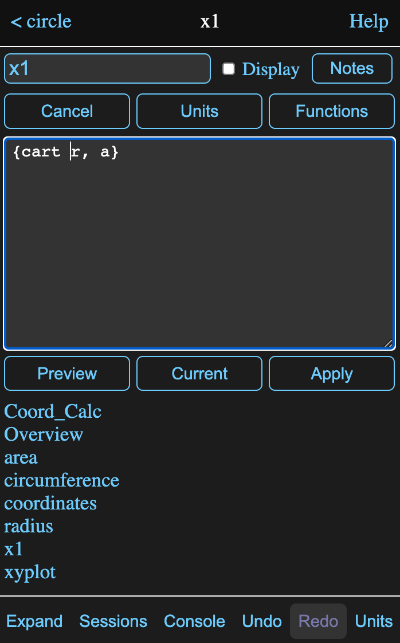 < circle x1 Help
x1 Display Notes
Cancel Units Functions
{cart r, a}
Preview Current Apply
Coord_Calc
Overview
area
circumference
coordinates
radius
x1
xyplot
Expand Sessions Console Undo Redo Units